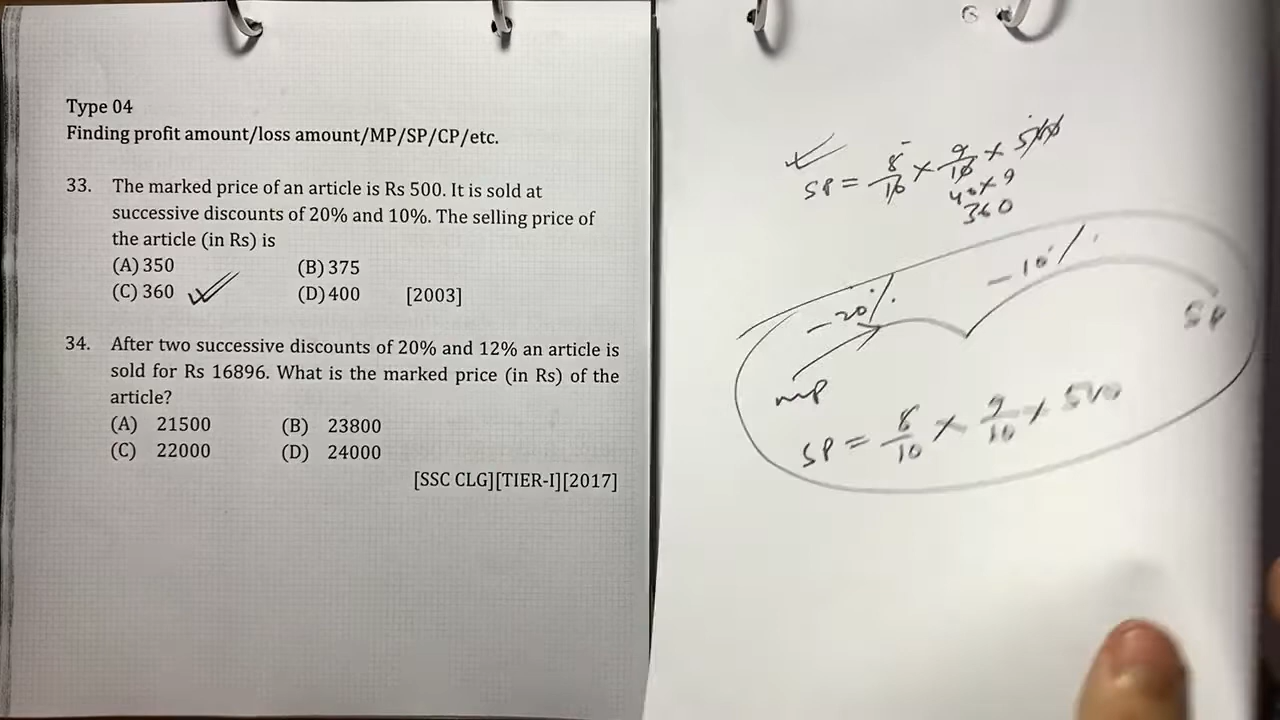 Type 04
Finding profit amount/loss amount/MP/SP/CP/etc.
33. The marked price of an article is Rs 500. It is sold at
successive discounts of 20% and 10%. The selling price of
the article (in Rs) is
(A) 350 (B) 375
(C) 360 (D) 400 [2003]
34. After two successive discounts of 20% and 12% an article is
sold for Rs 16896. What is the marked price (in Rs) of the
article?
(A) 21500 (B) 23800
(C) 22000 (D) 24000
[SSC CLG][TIER-I][2017]
SP = 8/10 × 9/10 × 500
40×9
360
-20% -10%
MP SP
SP = 8/10 × 9/10 × 500